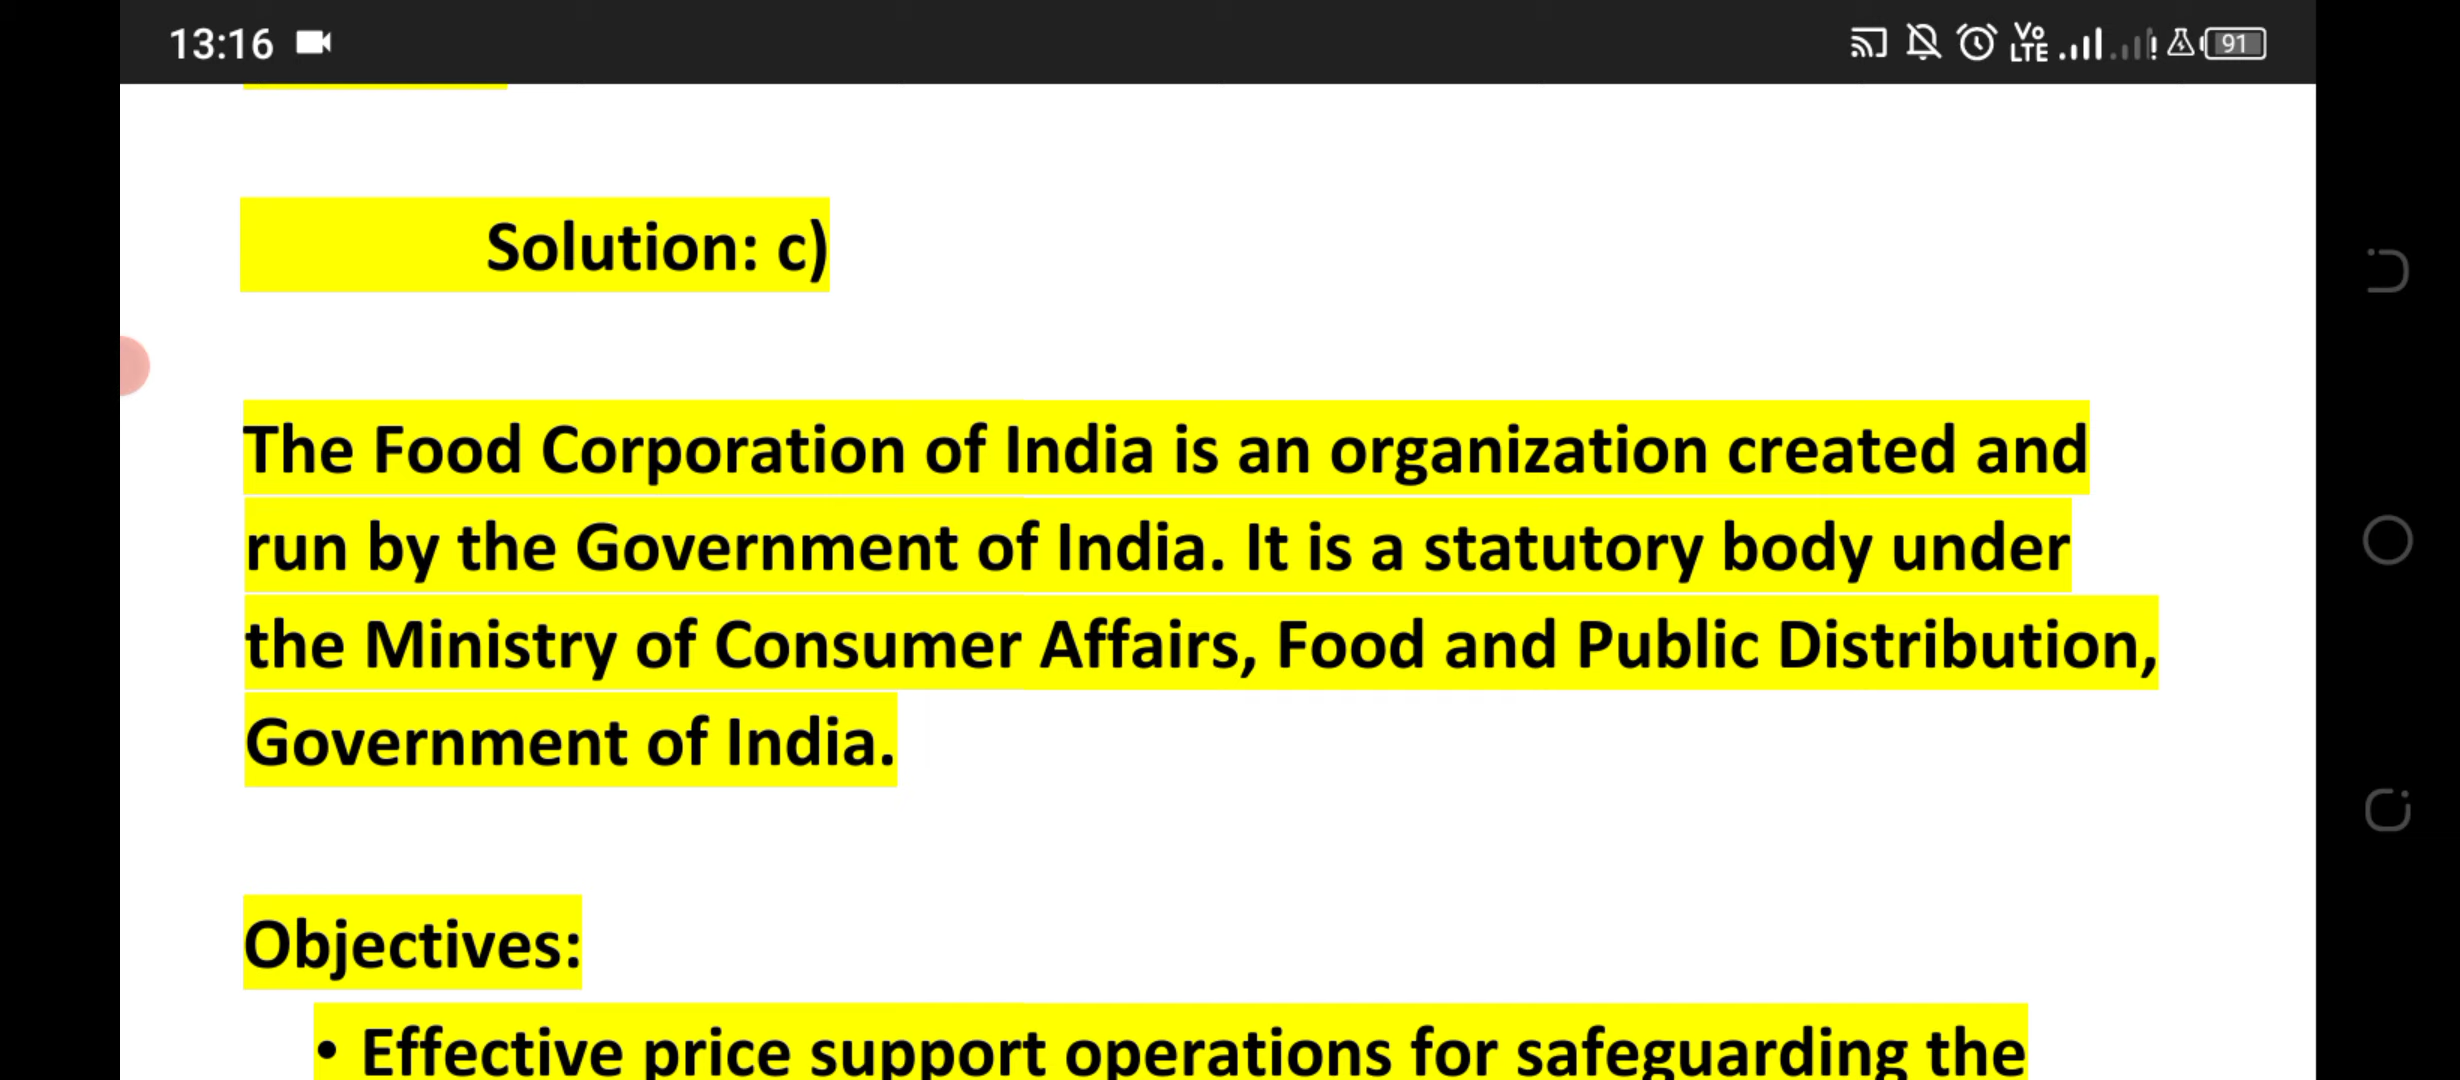 13:16 Vo LTE 91
Solution: c)
The Food Corporation of India is an organization created and
run by the Government of India. It is a statutory body under
the Ministry of Consumer Affairs, Food and Public Distribution,
Government of India.
Objectives:
• Effective price support operations for safeguarding the